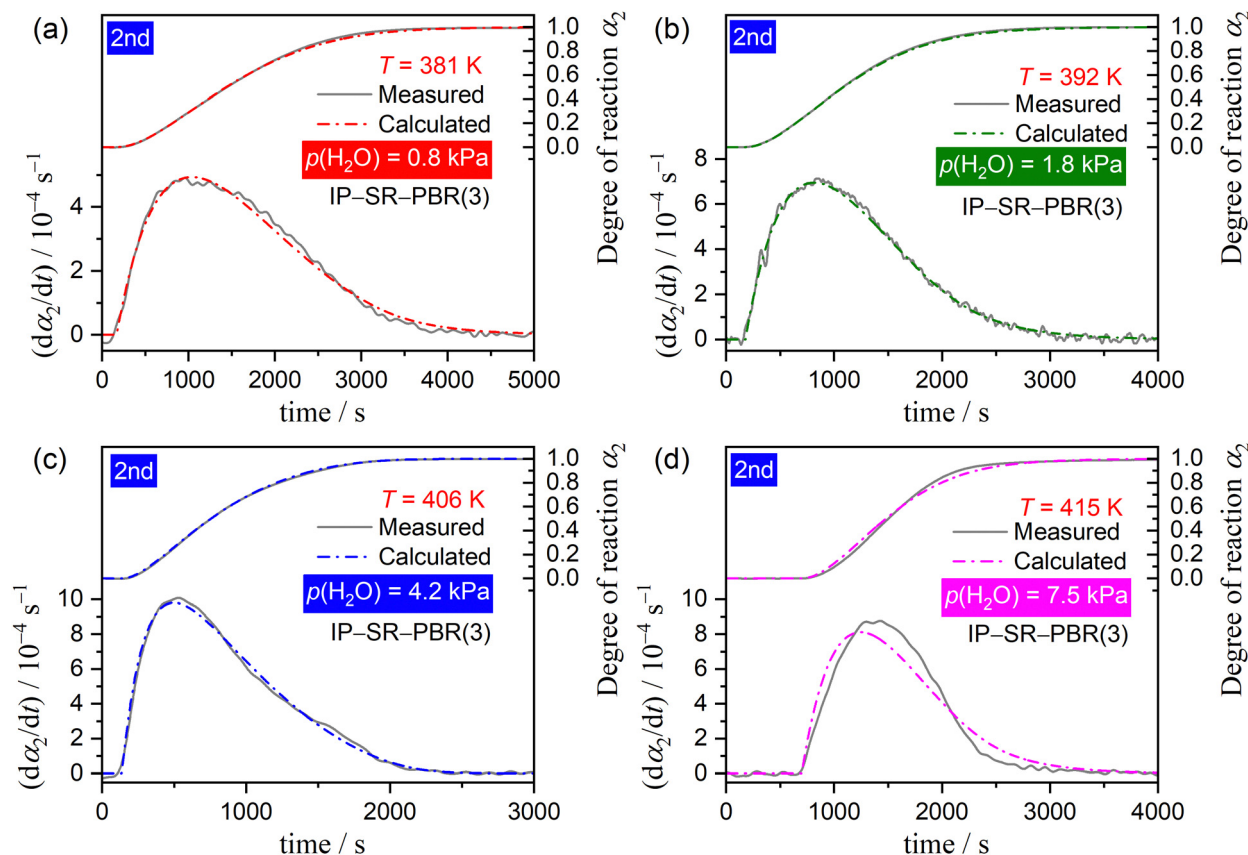 (a)
2nd
T = 381 K
Measured
Calculated
p(H₂O) = 0.8 kPa
IP–SR–PBR(3)
1.0
0.8
0.6
0.4
0.2
0.0
Degree of reaction α₂
4
2
0
(dα₂/dt) / 10⁻⁴ s⁻¹
0 1000 2000 3000 4000 5000
time / s
(b)
2nd
T = 392 K
Measured
Calculated
p(H₂O) = 1.8 kPa
IP–SR–PBR(3)
1.0
0.8
0.6
0.4
0.2
0.0
Degree of reaction α₂
8
6
4
2
0
(dα₂/dt) / 10⁻⁴ s⁻¹
0 1000 2000 3000 4000
time / s
(c)
2nd
T = 406 K
Measured
Calculated
p(H₂O) = 4.2 kPa
IP–SR–PBR(3)
1.0
0.8
0.6
0.4
0.2
0.0
Degree of reaction α₂
10
8
6
4
2
0
(dα₂/dt) / 10⁻⁴ s⁻¹
0 1000 2000 3000
time / s
(d)
2nd
T = 415 K
Measured
Calculated
p(H₂O) = 7.5 kPa
IP–SR–PBR(3)
1.0
0.8
0.6
0.4
0.2
0.0
Degree of reaction α₂
10
8
6
4
2
0
(dα₂/dt) / 10⁻⁴ s⁻¹
0 1000 2000 3000 4000
time / s